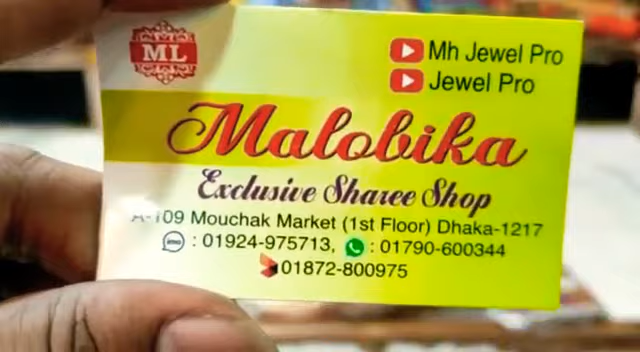 ML
Mh Jewel Pro
Jewel Pro
Malobika
Exclusive Sharee Shop
A-109 Mouchak Market (1st Floor) Dhaka-1217
imo : 01924-975713, : 01790-600344
01872-800975